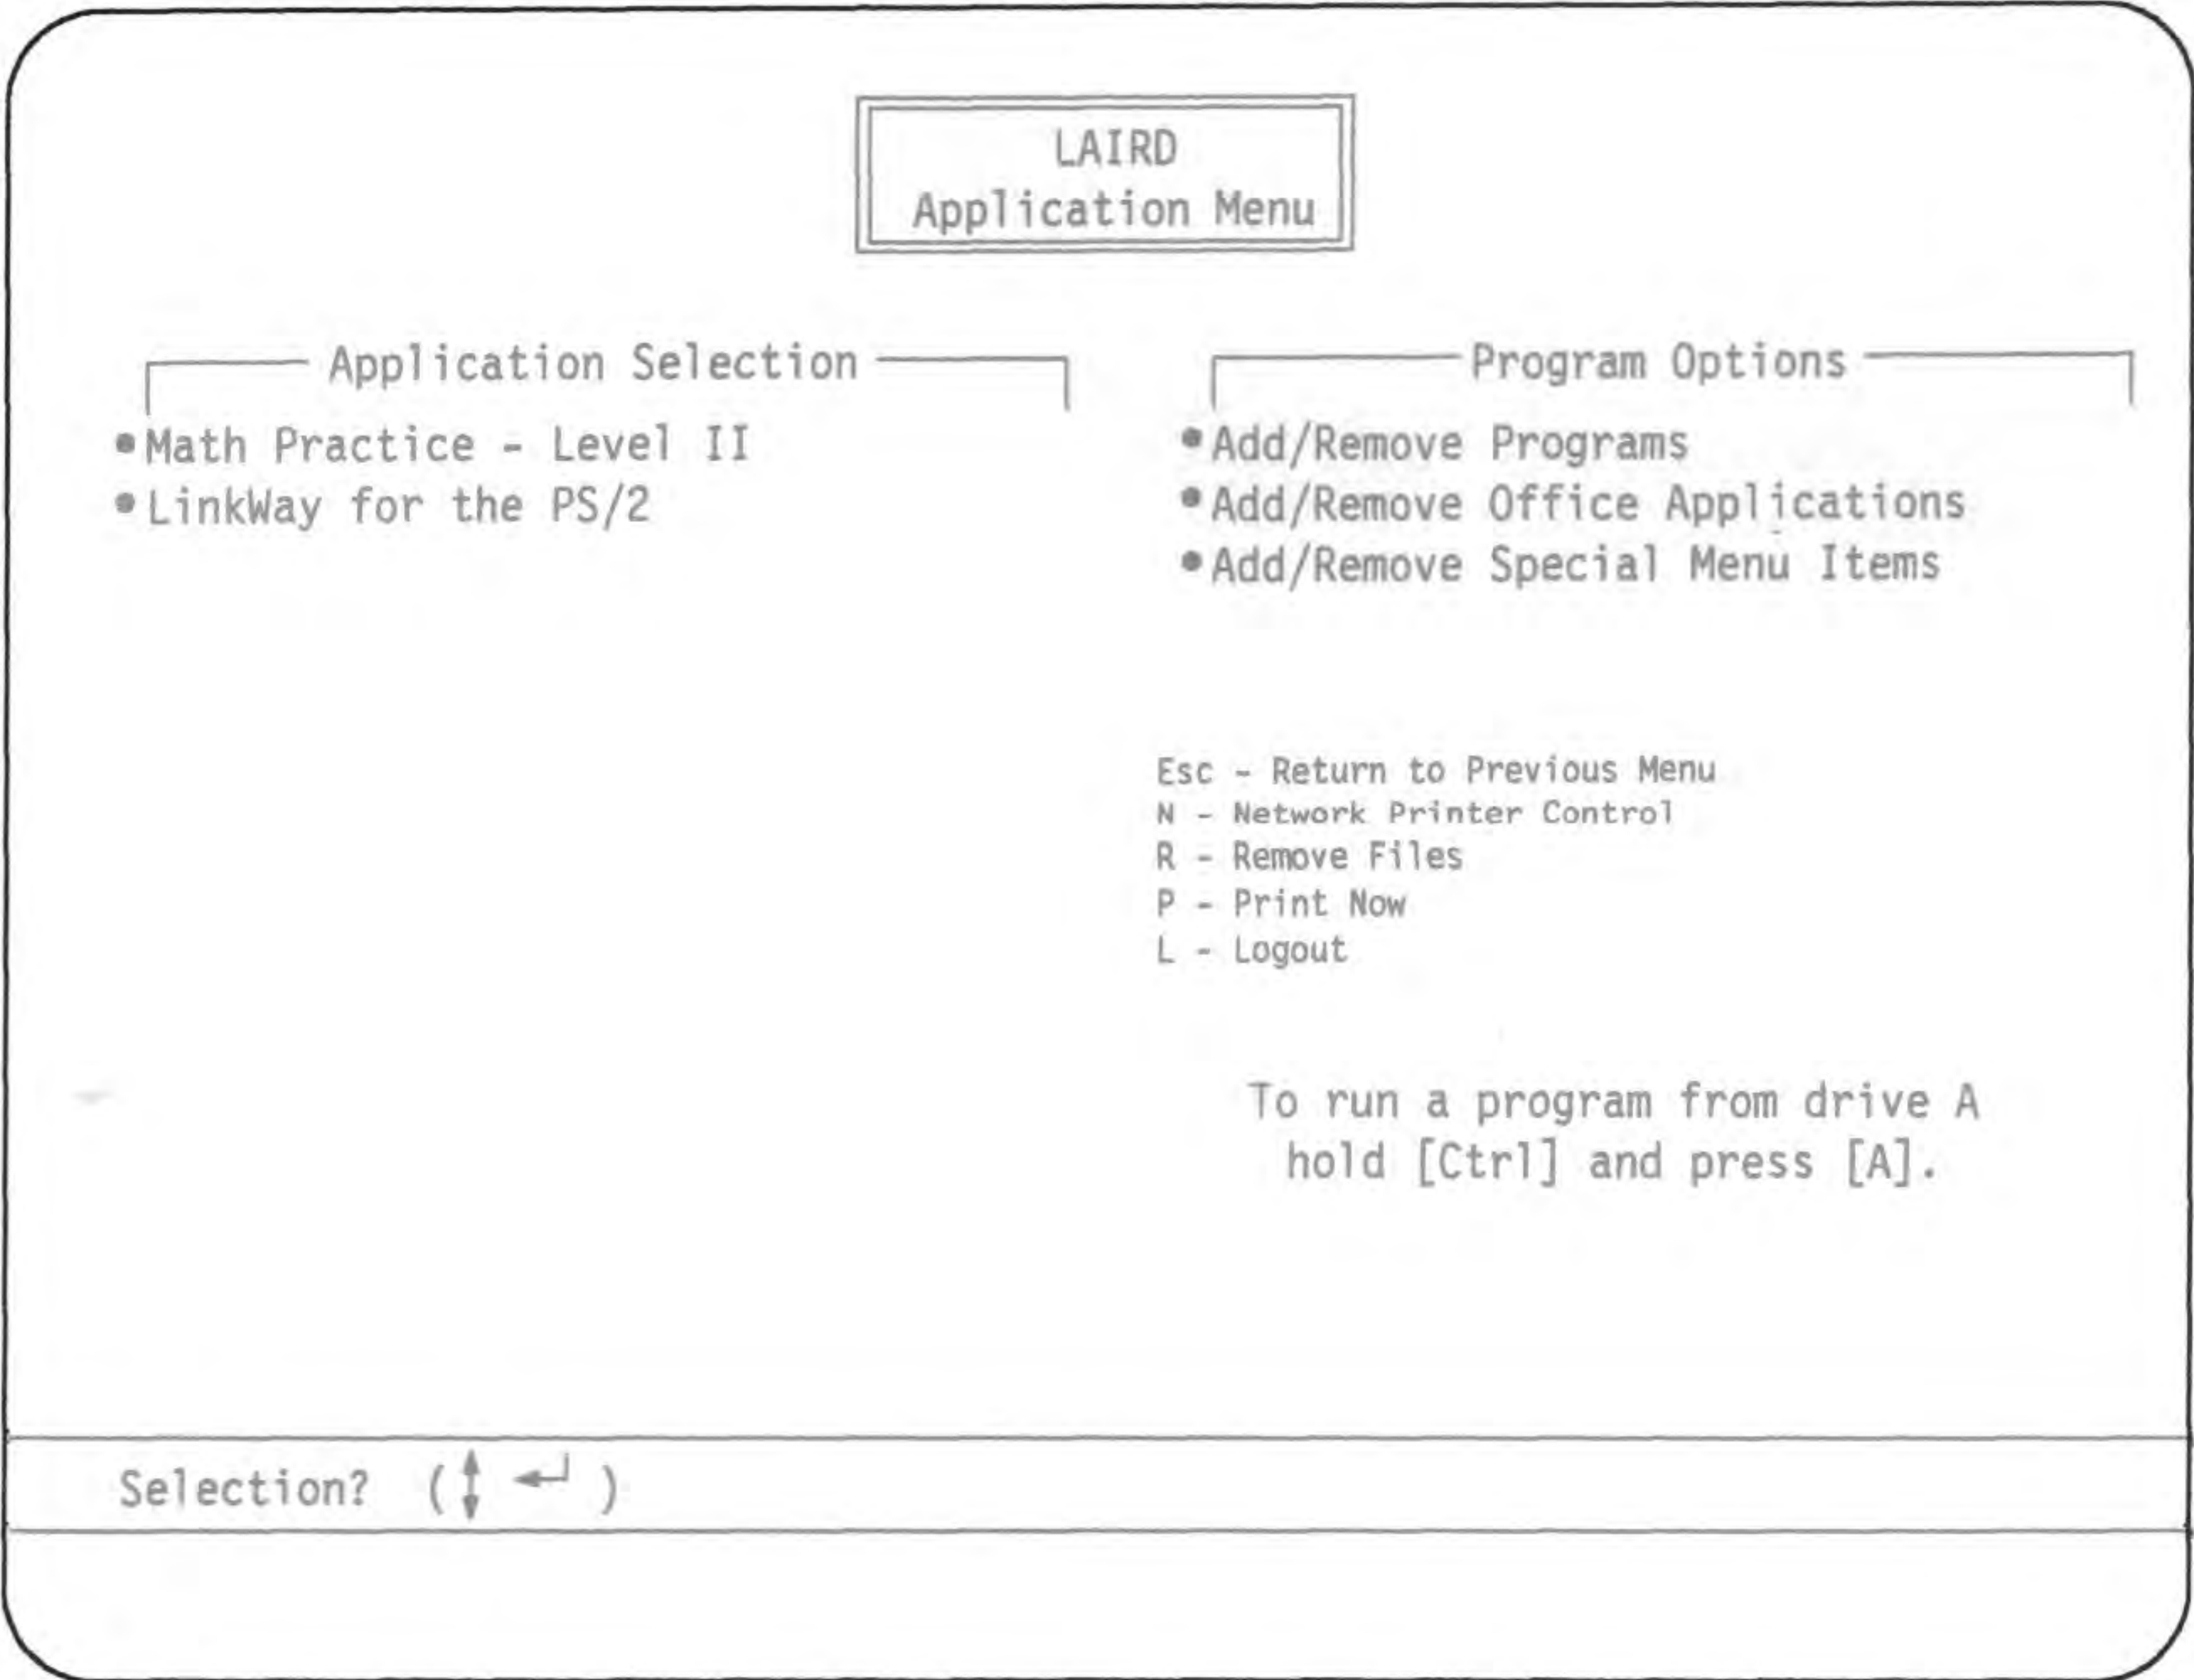 LAIRD
Application Menu
Application Selection
•Math Practice - Level II
•LinkWay for the PS/2
Program Options
•Add/Remove Programs
•Add/Remove Office Applications
•Add/Remove Special Menu Items
Esc - Return to Previous Menu
N - Network Printer Control
R - Remove Files
P - Print Now
L - Logout
To run a program from drive A
hold [Ctrl] and press [A].
Selection? (↕ ↵ )